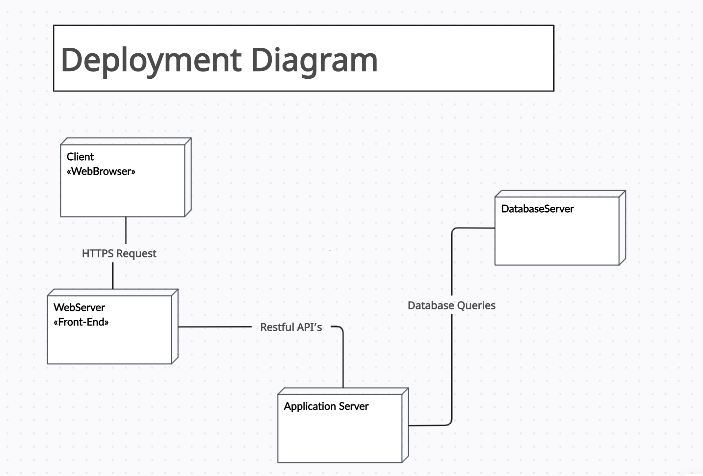 Deployment Diagram
Client
«WebBrowser»
HTTPS Request
WebServer
«Front-End»
Restful API's
Application Server
Database Queries
DatabaseServer